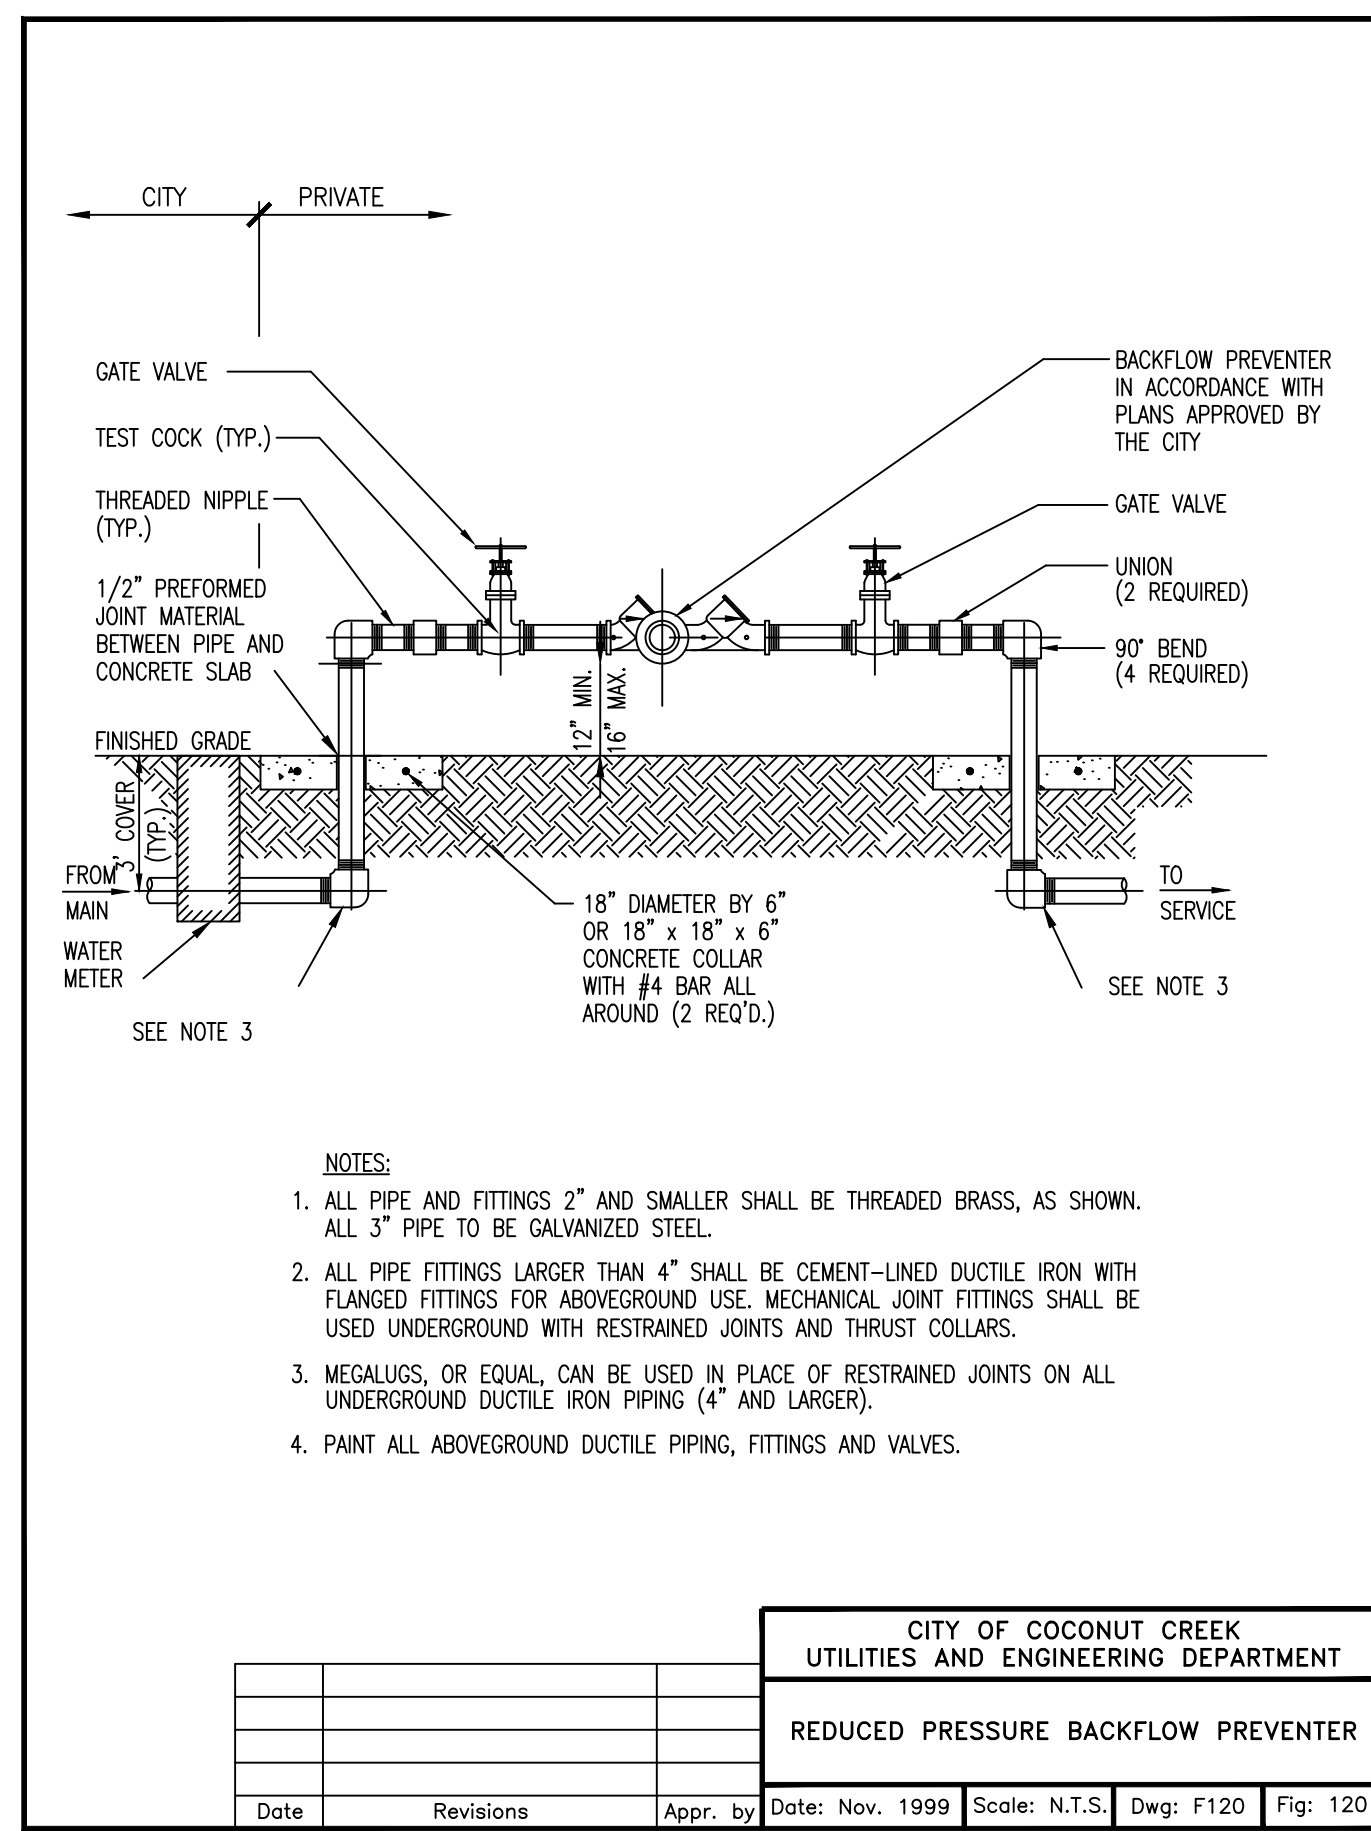 CITY
PRIVATE
GATE VALVE
TEST COCK (TYP.)
THREADED NIPPLE
(TYP.)
1/2" PREFORMED
JOINT MATERIAL
BETWEEN PIPE AND
CONCRETE SLAB
FINISHED GRADE
3' COVER
(TYP.)
FROM
MAIN
WATER
METER
SEE NOTE 3
12" MIN.
16" MAX.
BACKFLOW PREVENTER
IN ACCORDANCE WITH
PLANS APPROVED BY
THE CITY
GATE VALVE
UNION
(2 REQUIRED)
90° BEND
(4 REQUIRED)
18" DIAMETER BY 6"
OR 18" x 18" x 6"
CONCRETE COLLAR
WITH #4 BAR ALL
AROUND (2 REQ'D.)
TO
SERVICE
SEE NOTE 3
NOTES:
1. ALL PIPE AND FITTINGS 2" AND SMALLER SHALL BE THREADED BRASS, AS SHOWN.
ALL 3" PIPE TO BE GALVANIZED STEEL.
2. ALL PIPE FITTINGS LARGER THAN 4" SHALL BE CEMENT-LINED DUCTILE IRON WITH
FLANGED FITTINGS FOR ABOVEGROUND USE. MECHANICAL JOINT FITTINGS SHALL BE
USED UNDERGROUND WITH RESTRAINED JOINTS AND THRUST COLLARS.
3. MEGALUGS, OR EQUAL, CAN BE USED IN PLACE OF RESTRAINED JOINTS ON ALL
UNDERGROUND DUCTILE IRON PIPING (4" AND LARGER).
4. PAINT ALL ABOVEGROUND DUCTILE PIPING, FITTINGS AND VALVES.
CITY OF COCONUT CREEK
UTILITIES AND ENGINEERING DEPARTMENT
REDUCED PRESSURE BACKFLOW PREVENTER
Date Revisions Appr. by
Date: Nov. 1999 Scale: N.T.S. Dwg: F120 Fig: 120